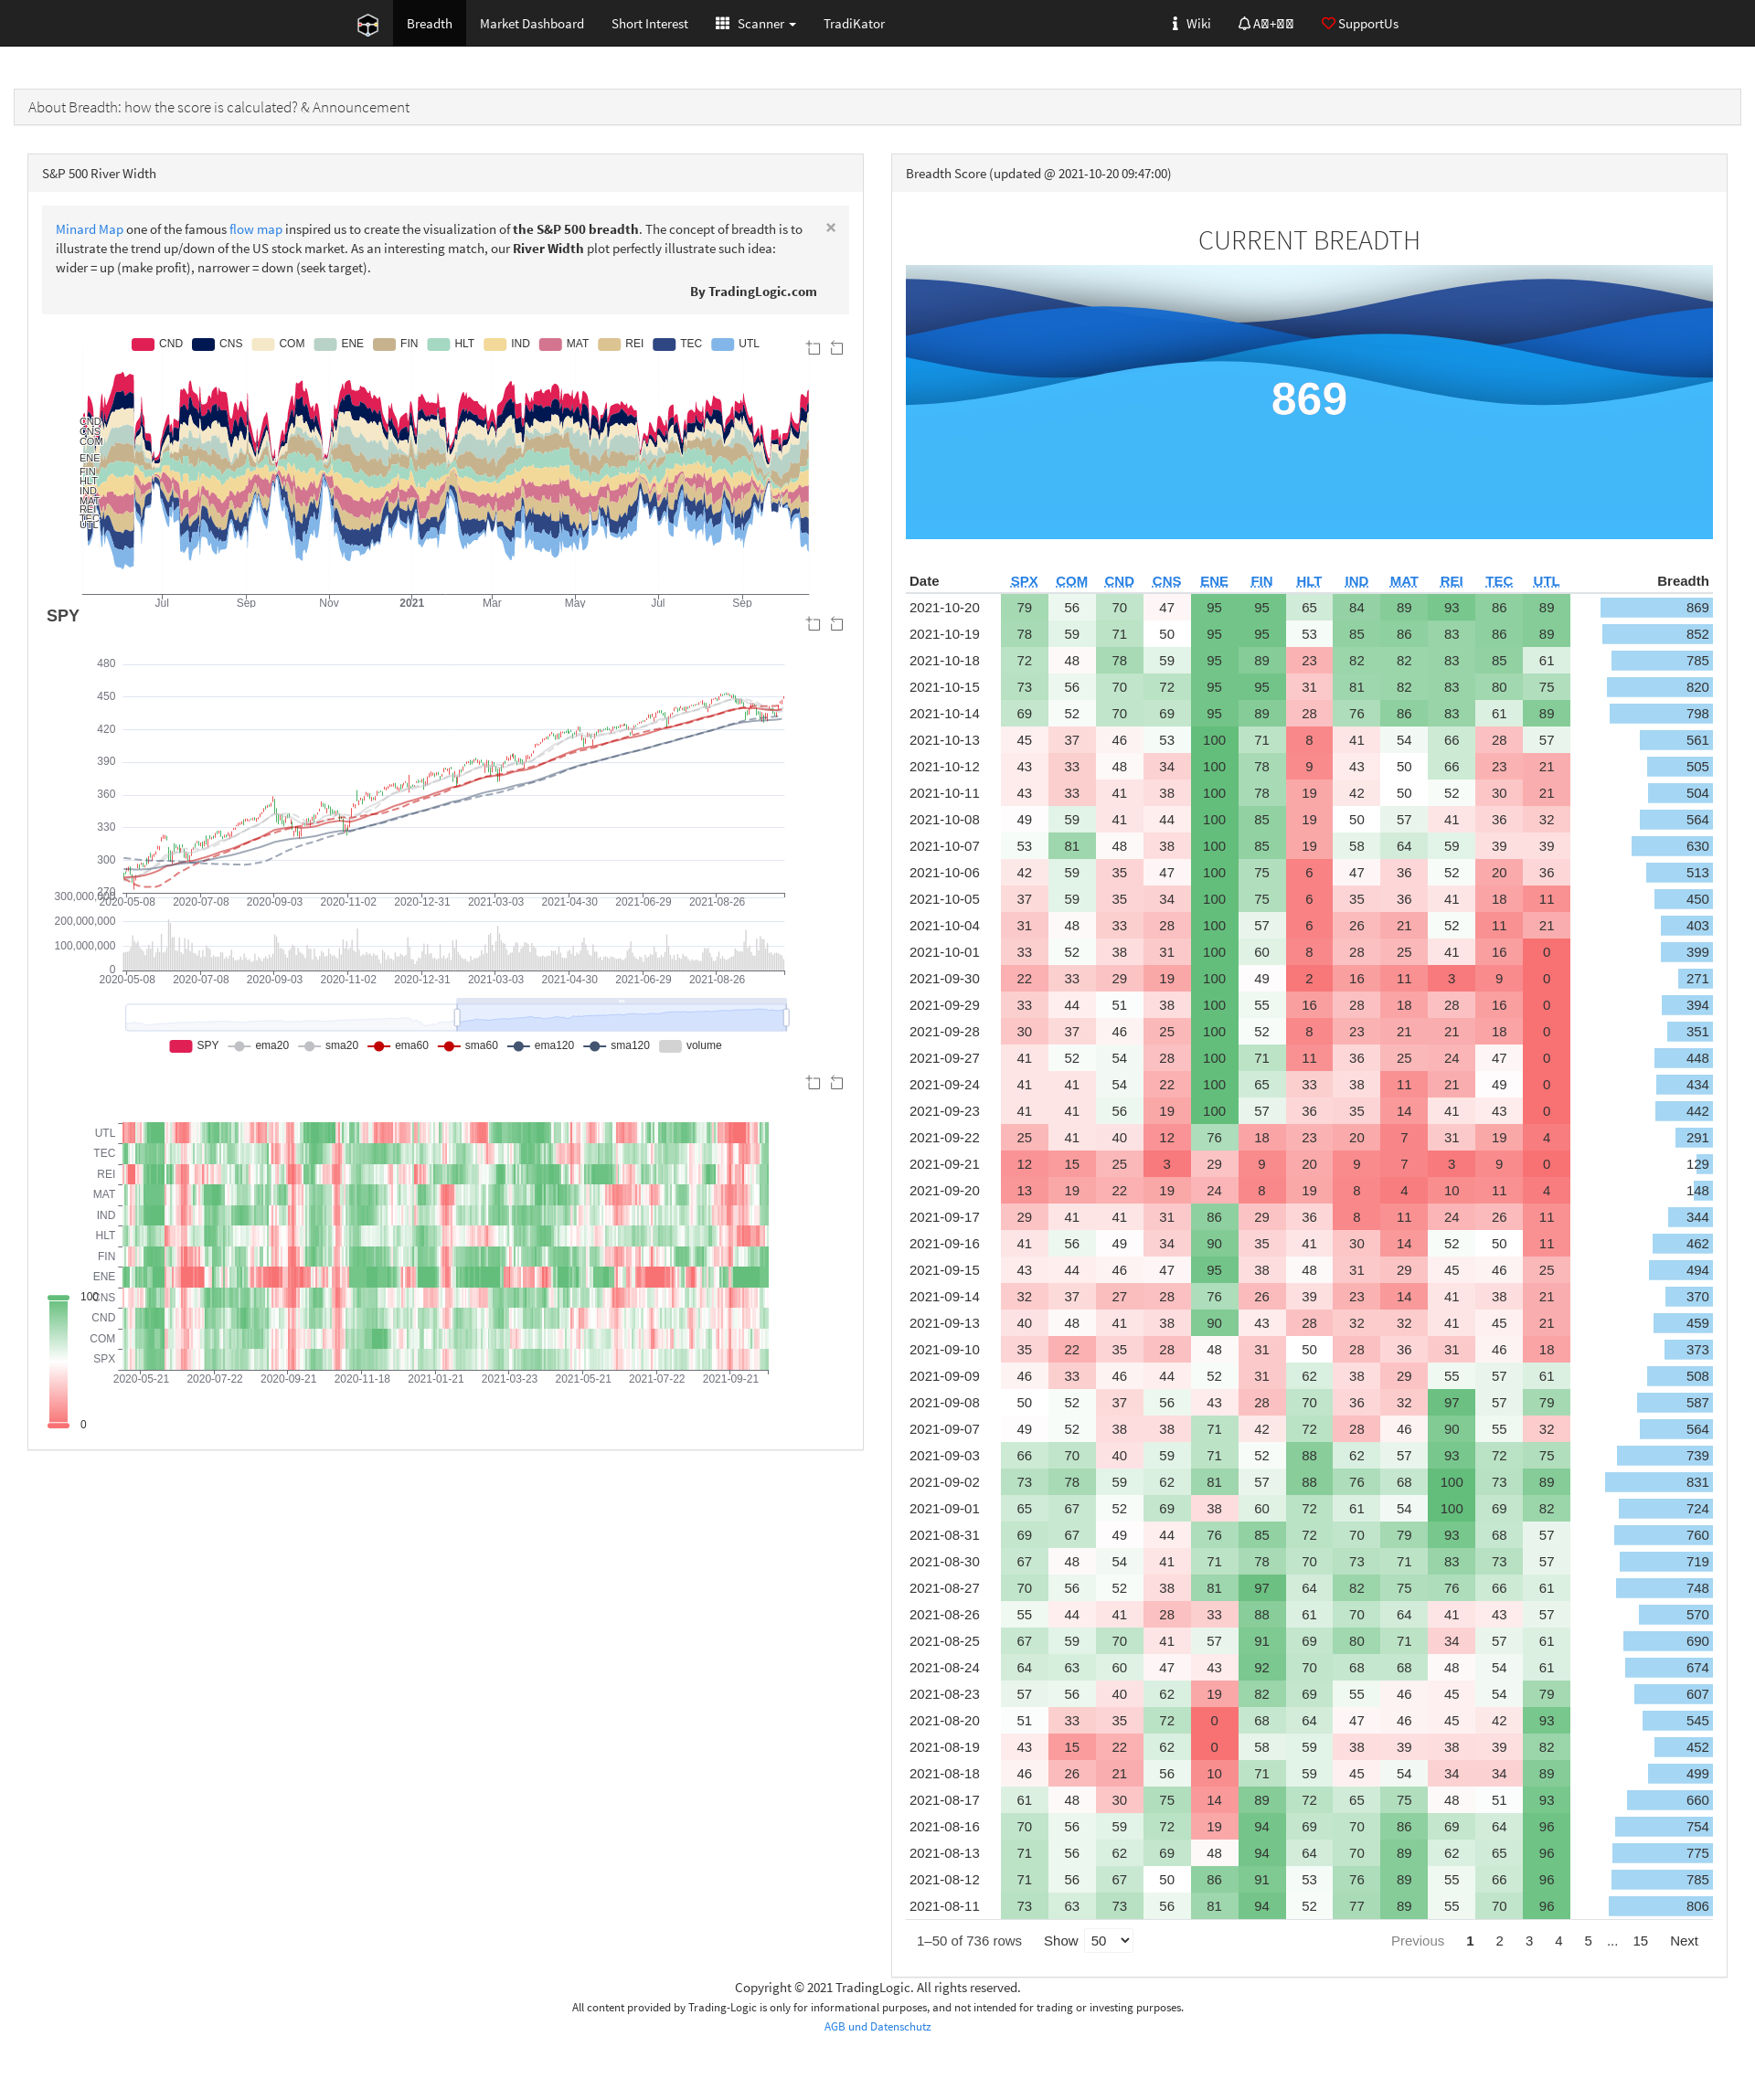 Breadth Market Dashboard Short Interest Scanner TradiKator Wiki SupportUs
About Breadth: how the score is calculated? & Announcement
S&P 500 River Width
Minard Map one of the famous flow map inspired us to create the visualization of the S&P 500 breadth. The concept of breadth is to
illustrate the trend up/down of the US stock market. As an interesting match, our River Width plot perfectly illustrate such idea:
wider = up (make profit), narrower = down (seek target).
×
By TradingLogic.com
CND CNS COM ENE FIN HLT IND MAT REI TEC UTL
CND
CNS
COM
ENE
FIN
HLT
IND
MAT
REI
TEC
UTL
Jul Sep Nov 2021 Mar May Jul Sep
SPY
480
450
420
390
360
330
300
270
2020-05-08 2020-07-08 2020-09-03 2020-11-02 2020-12-31 2021-03-03 2021-04-30 2021-06-29 2021-08-26
300,000,000
200,000,000
100,000,000
0
2020-05-08 2020-07-08 2020-09-03 2020-11-02 2020-12-31 2021-03-03 2021-04-30 2021-06-29 2021-08-26
SPY ema20 sma20 ema60 sma60 ema120 sma120 volume
UTL
TEC
REI
MAT
IND
HLT
FIN
ENE
CNS
CND
COM
SPX
2020-05-21 2020-07-22 2020-09-21 2020-11-18 2021-01-21 2021-03-23 2021-05-21 2021-07-22 2021-09-21
100
0
Breadth Score (updated @ 2021-10-20 09:47:00)
CURRENT BREADTH
869
Date SPX COM CND CNS ENE FIN HLT IND MAT REI TEC UTL Breadth
2021-10-20 79 56 70 47 95 95 65 84 89 93 86 89 869
2021-10-19 78 59 71 50 95 95 53 85 86 83 86 89 852
2021-10-18 72 48 78 59 95 89 23 82 82 83 85 61 785
2021-10-15 73 56 70 72 95 95 31 81 82 83 80 75 820
2021-10-14 69 52 70 69 95 89 28 76 86 83 61 89 798
2021-10-13 45 37 46 53 100 71 8 41 54 66 28 57 561
2021-10-12 43 33 48 34 100 78 9 43 50 66 23 21 505
2021-10-11 43 33 41 38 100 78 19 42 50 52 30 21 504
2021-10-08 49 59 41 44 100 85 19 50 57 41 36 32 564
2021-10-07 53 81 48 38 100 85 19 58 64 59 39 39 630
2021-10-06 42 59 35 47 100 75 6 47 36 52 20 36 513
2021-10-05 37 59 35 34 100 75 6 35 36 41 18 11 450
2021-10-04 31 48 33 28 100 57 6 26 21 52 11 21 403
2021-10-01 33 52 38 31 100 60 8 28 25 41 16 0 399
2021-09-30 22 33 29 19 100 49 2 16 11 3 9 0 271
2021-09-29 33 44 51 38 100 55 16 28 18 28 16 0 394
2021-09-28 30 37 46 25 100 52 8 23 21 21 18 0 351
2021-09-27 41 52 54 28 100 71 11 36 25 24 47 0 448
2021-09-24 41 41 54 22 100 65 33 38 11 21 49 0 434
2021-09-23 41 41 56 19 100 57 36 35 14 41 43 0 442
2021-09-22 25 41 40 12 76 18 23 20 7 31 19 4 291
2021-09-21 12 15 25 3 29 9 20 9 7 3 9 0 129
2021-09-20 13 19 22 19 24 8 19 8 4 10 11 4 148
2021-09-17 29 41 41 31 86 29 36 8 11 24 26 11 344
2021-09-16 41 56 49 34 90 35 41 30 14 52 50 11 462
2021-09-15 43 44 46 47 95 38 48 31 29 45 46 25 494
2021-09-14 32 37 27 28 76 26 39 23 14 41 38 21 370
2021-09-13 40 48 41 38 90 43 28 32 32 41 45 21 459
2021-09-10 35 22 35 28 48 31 50 28 36 31 46 18 373
2021-09-09 46 33 46 44 52 31 62 38 29 55 57 61 508
2021-09-08 50 52 37 56 43 28 70 36 32 97 57 79 587
2021-09-07 49 52 38 38 71 42 72 28 46 90 55 32 564
2021-09-03 66 70 40 59 71 52 88 62 57 93 72 75 739
2021-09-02 73 78 59 62 81 57 88 76 68 100 73 89 831
2021-09-01 65 67 52 69 38 60 72 61 54 100 69 82 724
2021-08-31 69 67 49 44 76 85 72 70 79 93 68 57 760
2021-08-30 67 48 54 41 71 78 70 73 71 83 73 57 719
2021-08-27 70 56 52 38 81 97 64 82 75 76 66 61 748
2021-08-26 55 44 41 28 33 88 61 70 64 41 43 57 570
2021-08-25 67 59 70 41 57 91 69 80 71 34 57 61 690
2021-08-24 64 63 60 47 43 92 70 68 68 48 54 61 674
2021-08-23 57 56 40 62 19 82 69 55 46 45 54 79 607
2021-08-20 51 33 35 72 0 68 64 47 46 45 42 93 545
2021-08-19 43 15 22 62 0 58 59 38 39 38 39 82 452
2021-08-18 46 26 21 56 10 71 59 45 54 34 34 89 499
2021-08-17 61 48 30 75 14 89 72 65 75 48 51 93 660
2021-08-16 70 56 59 72 19 94 69 70 86 69 64 96 754
2021-08-13 71 56 62 69 48 94 64 70 89 62 65 96 775
2021-08-12 71 56 67 50 86 91 53 76 89 55 66 96 785
2021-08-11 73 63 73 56 81 94 52 77 89 55 70 96 806
1–50 of 736 rows Show 50 Previous 1 2 3 4 5 ... 15 Next
Copyright © 2021 TradingLogic. All rights reserved.
All content provided by Trading-Logic is only for informational purposes, and not intended for trading or investing purposes.
AGB und Datenschutz